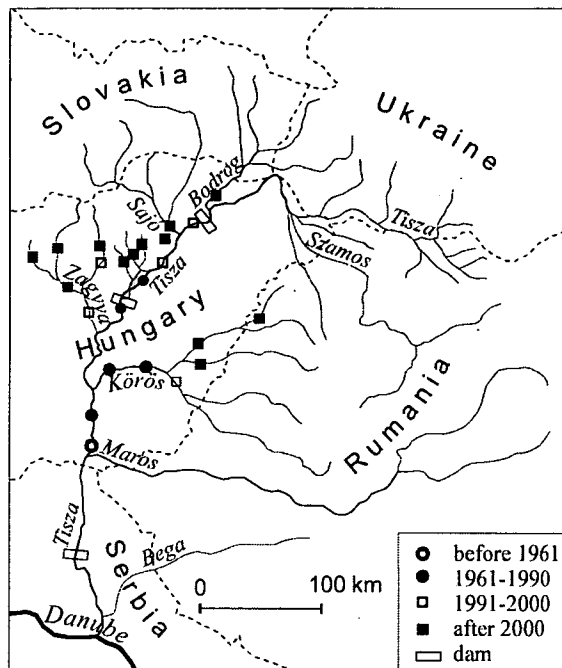 Slovakia
Ukraine
Bodrog
Sajó
Tisza
Szamos
Zagyva
Tisza
Hungary
Körös
Rumania
Maros
Tisza
Serbia
Bega
0 100 km
Danube
before 1961
1961-1990
1991-2000
after 2000
dam